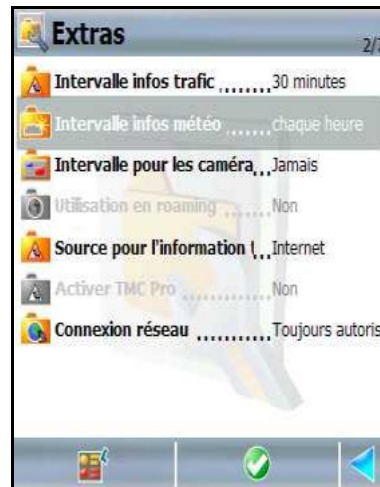 Extras
2/7
Intervalle infos trafic ........ 30 minutes
Intervalle infos météo ....... chaque heure
Intervalle pour les caméra... Jamais
Utilisation en roaming ....... Non
Source pour l'information t... Internet
Activer TMC Pro ............ Non
Connexion réseau ........... Toujours autoris